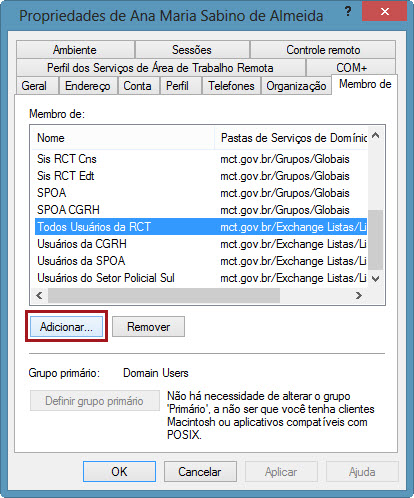 Propriedades de Ana Maria Sabino de Almeida ? ×
Ambiente Sessões Controle remoto
Perfil dos Serviços de Área de Trabalho Remota COM+
Geral Endereço Conta Perfil Telefones Organização Membro de
Membro de:
Nome Pastas de Serviços de Domínio
Sis RCT Cns mct.gov.br/Grupos/Globais
Sis RCT Edt mct.gov.br/Grupos/Globais
SPOA mct.gov.br/Grupos/Globais
SPOA CGRH mct.gov.br/Grupos/Globais
Todos Usuários da RCT mct.gov.br/Exchange Listas/Li
Usuários da CGRH mct.gov.br/Exchange Listas/Li
Usuários da SPOA mct.gov.br/Exchange Listas/Li
Usuários do Setor Policial Sul mct.gov.br/Exchange Listas/Li
Adicionar... Remover
Grupo primário: Domain Users
Definir grupo primário
Não há necessidade de alterar o grupo
'Primário', a não ser que você tenha clientes
Macintosh ou aplicativos compatíveis com
POSIX.
OK Cancelar Aplicar Ajuda